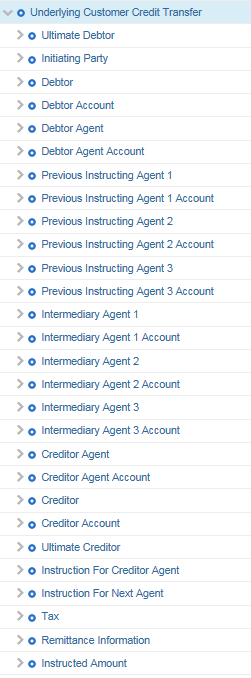 Underlying Customer Credit Transfer
Ultimate Debtor
Initiating Party
Debtor
Debtor Account
Debtor Agent
Debtor Agent Account
Previous Instructing Agent 1
Previous Instructing Agent 1 Account
Previous Instructing Agent 2
Previous Instructing Agent 2 Account
Previous Instructing Agent 3
Previous Instructing Agent 3 Account
Intermediary Agent 1
Intermediary Agent 1 Account
Intermediary Agent 2
Intermediary Agent 2 Account
Intermediary Agent 3
Intermediary Agent 3 Account
Creditor Agent
Creditor Agent Account
Creditor
Creditor Account
Ultimate Creditor
Instruction For Creditor Agent
Instruction For Next Agent
Tax
Remittance Information
Instructed Amount